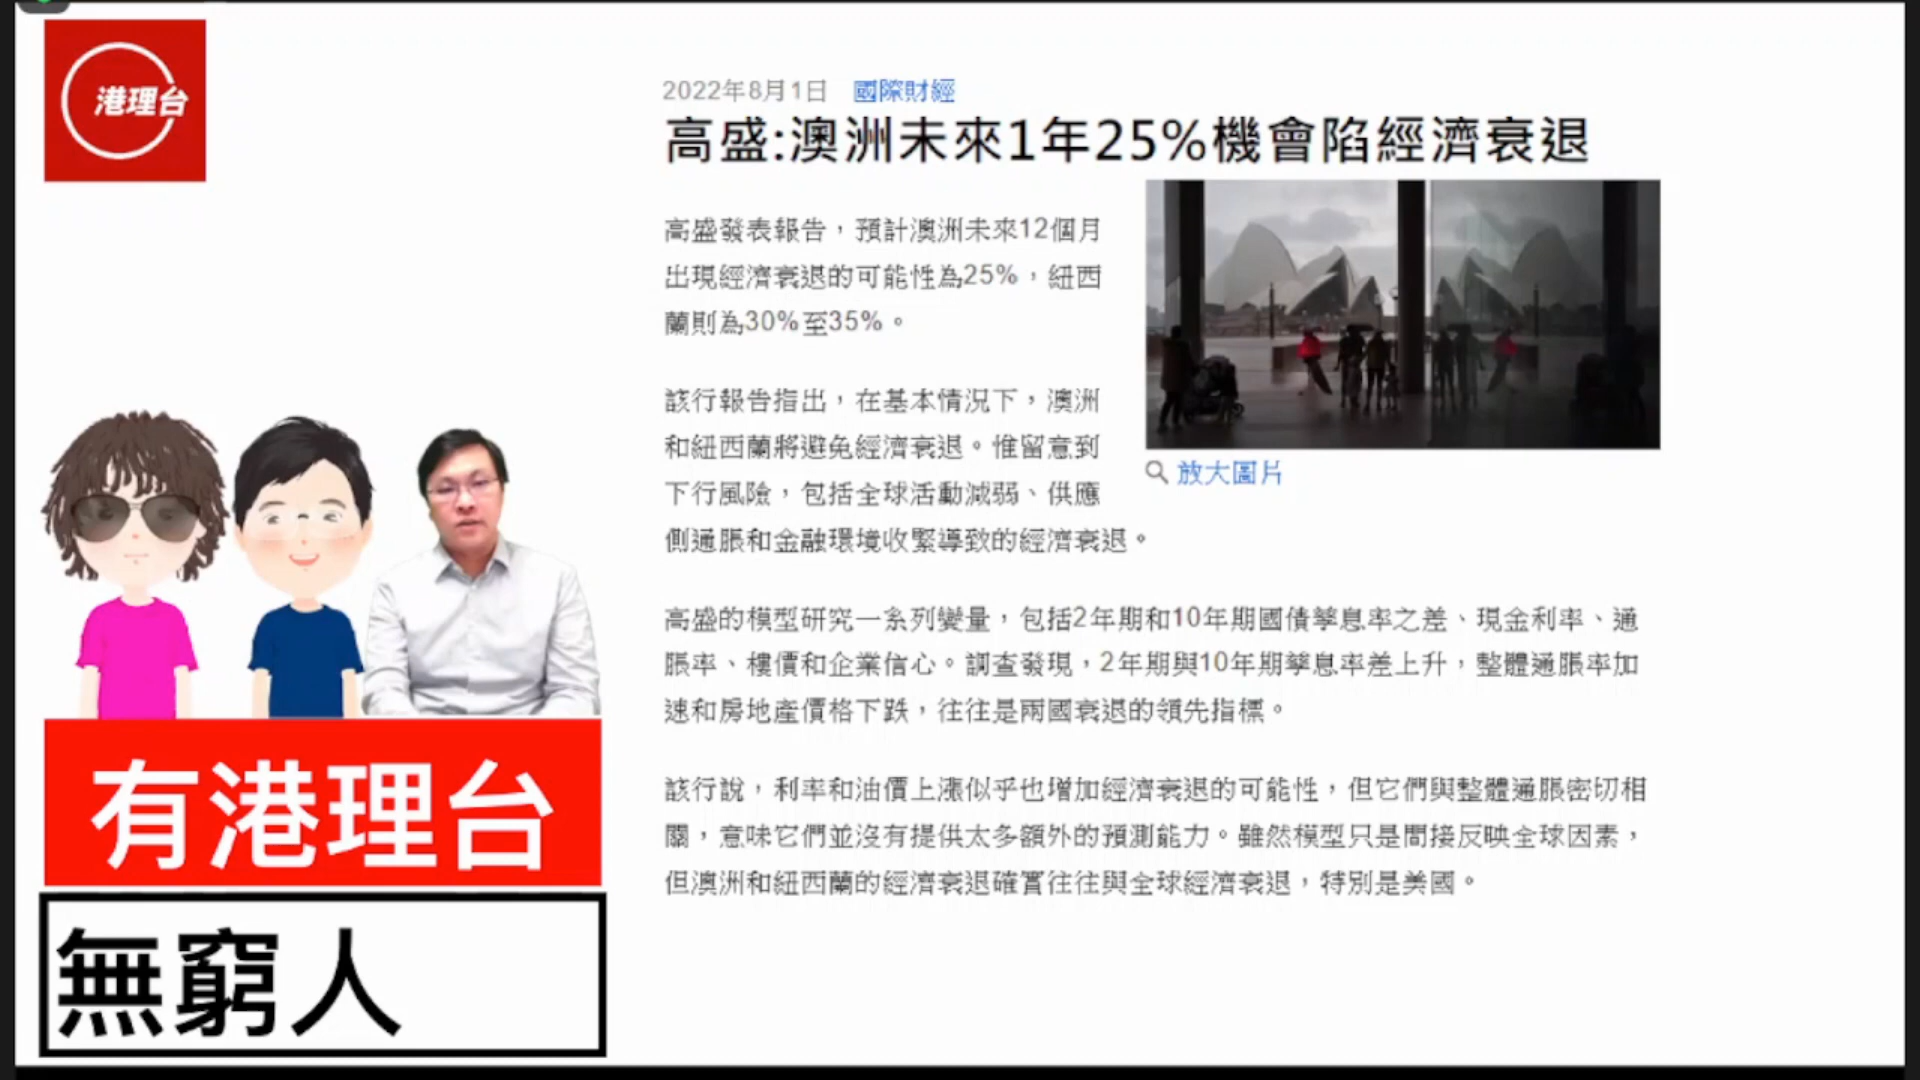 港理台
2022年8月1日 國際財經
高盛:澳洲未來1年25%機會陷經濟衰退
高盛發表報告，預計澳洲未來12個月
出現經濟衰退的可能性為25%，紐西
蘭則為30%至35%。
該行報告指出，在基本情況下，澳洲
和紐西蘭將避免經濟衰退。惟留意到
下行風險，包括全球活動減弱、供應
側通脹和金融環境收緊導致的經濟衰退。
放大圖片
高盛的模型研究一系列變量，包括2年期和10年期國債孳息率之差、現金利率、通
脹率、樓價和企業信心。調查發現，2年期與10年期孳息率差上升，整體通脹率加
速和房地產價格下跌，往往是兩國衰退的領先指標。
該行說，利率和油價上漲似乎也增加經濟衰退的可能性，但它們與整體通脹密切相
關，意味它們並沒有提供太多額外的預測能力。雖然模型只是間接反映全球因素，
但澳洲和紐西蘭的經濟衰退確實往往與全球經濟衰退，特別是美國。
有港理台
無窮人